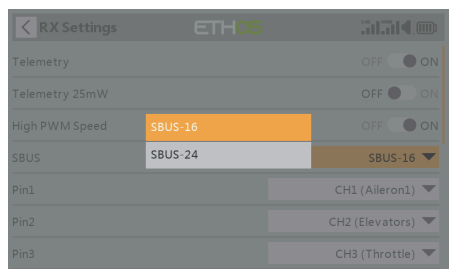 RX Settings ETHOS
Telemetry OFF ON
Telemetry 25mW OFF ON
High PWM Speed OFF ON
SBUS-16
SBUS-24
SBUS SBUS-16
Pin1 CH1 (Aileron1)
Pin2 CH2 (Elevators)
Pin3 CH3 (Throttle)